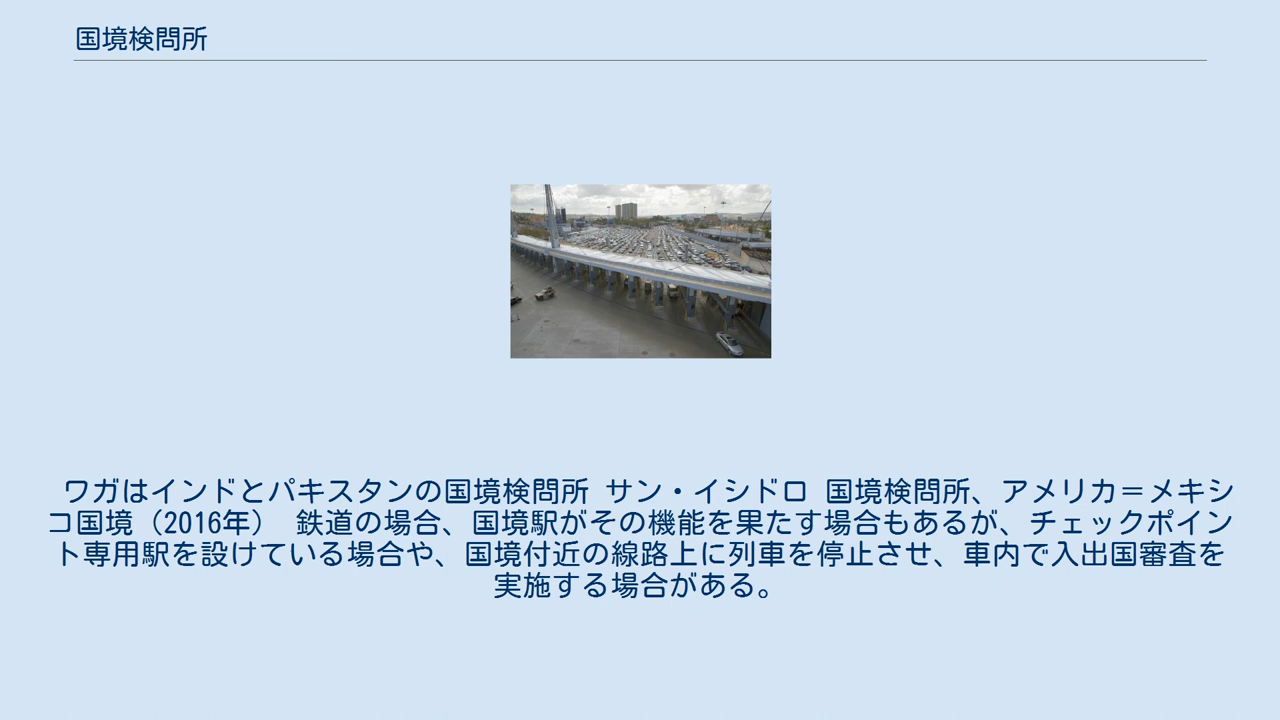 国境検問所
ワガはインドとパキスタンの国境検問所 サン・イシドロ 国境検問所、アメリカ＝メキシ
コ国境（2016年） 鉄道の場合、国境駅がその機能を果たす場合もあるが、チェックポイン
ト専用駅を設けている場合や、国境付近の線路上に列車を停止させ、車内で入出国審査を
実施する場合がある。